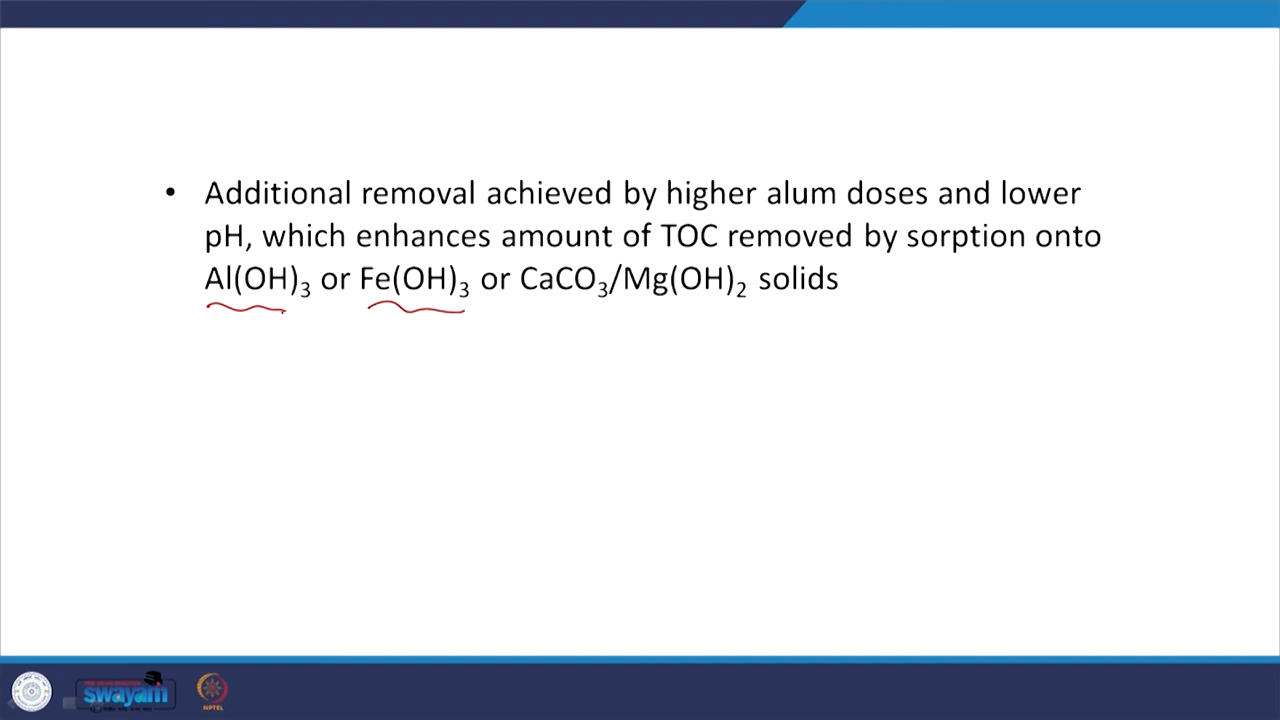 • Additional removal achieved by higher alum doses and lower
pH, which enhances amount of TOC removed by sorption onto
Al(OH)₃ or Fe(OH)₃ or CaCO₃/Mg(OH)₂ solids
swayam
NPTEL